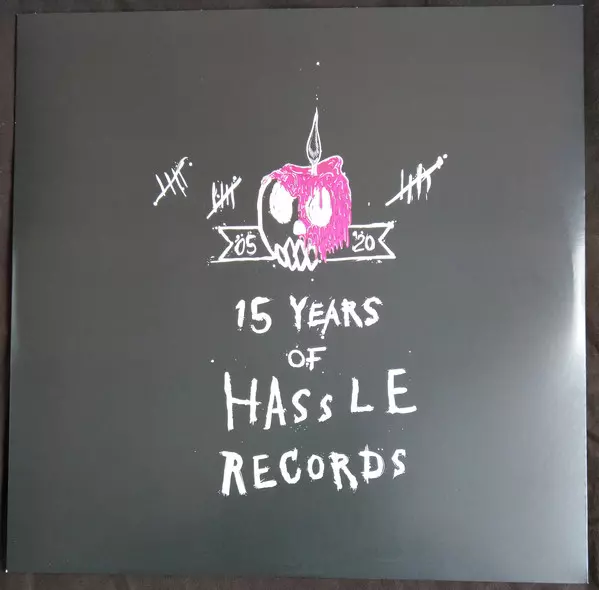 05 20
15 YEARS
OF
HASSLE
RECORDS